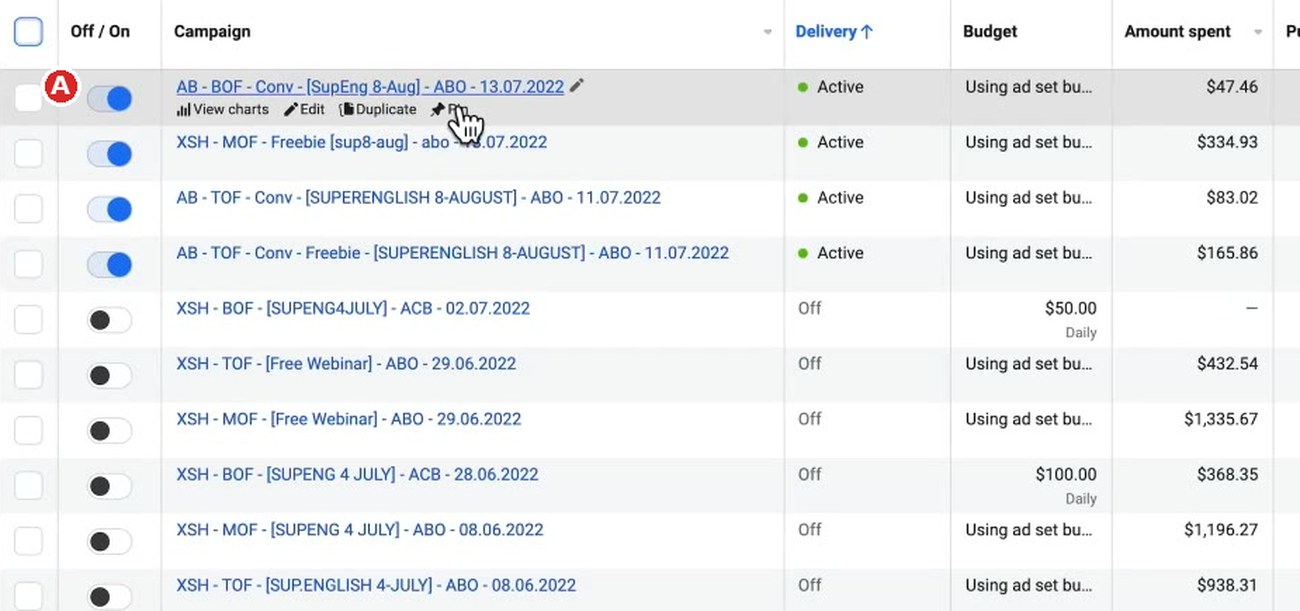 Off / On Campaign Delivery↑ Budget Amount spent
A
AB - BOF - Conv - [SupEng 8-Aug] - ABO - 13.07.2022 Active Using ad set bu... $47.46
View charts Edit Duplicate
XSH - MOF - Freebie [sup8-aug] - abo - .07.2022 Active Using ad set bu... $334.93
AB - TOF - Conv - [SUPERENGLISH 8-AUGUST] - ABO - 11.07.2022 Active Using ad set bu... $83.02
AB - TOF - Conv - Freebie - [SUPERENGLISH 8-AUGUST] - ABO - 11.07.2022 Active Using ad set bu... $165.86
XSH - BOF - [SUPENG4JULY] - ACB - 02.07.2022 Off $50.00 —
Daily
XSH - TOF - [Free Webinar] - ABO - 29.06.2022 Off Using ad set bu... $432.54
XSH - MOF - [Free Webinar] - ABO - 29.06.2022 Off Using ad set bu... $1,335.67
XSH - BOF - [SUPENG 4 JULY] - ACB - 28.06.2022 Off $100.00 $368.35
Daily
XSH - MOF - [SUPENG 4 JULY] - ABO - 08.06.2022 Off Using ad set bu... $1,196.27
XSH - TOF - [SUP.ENGLISH 4-JULY] - ABO - 08.06.2022 Off Using ad set bu... $938.31